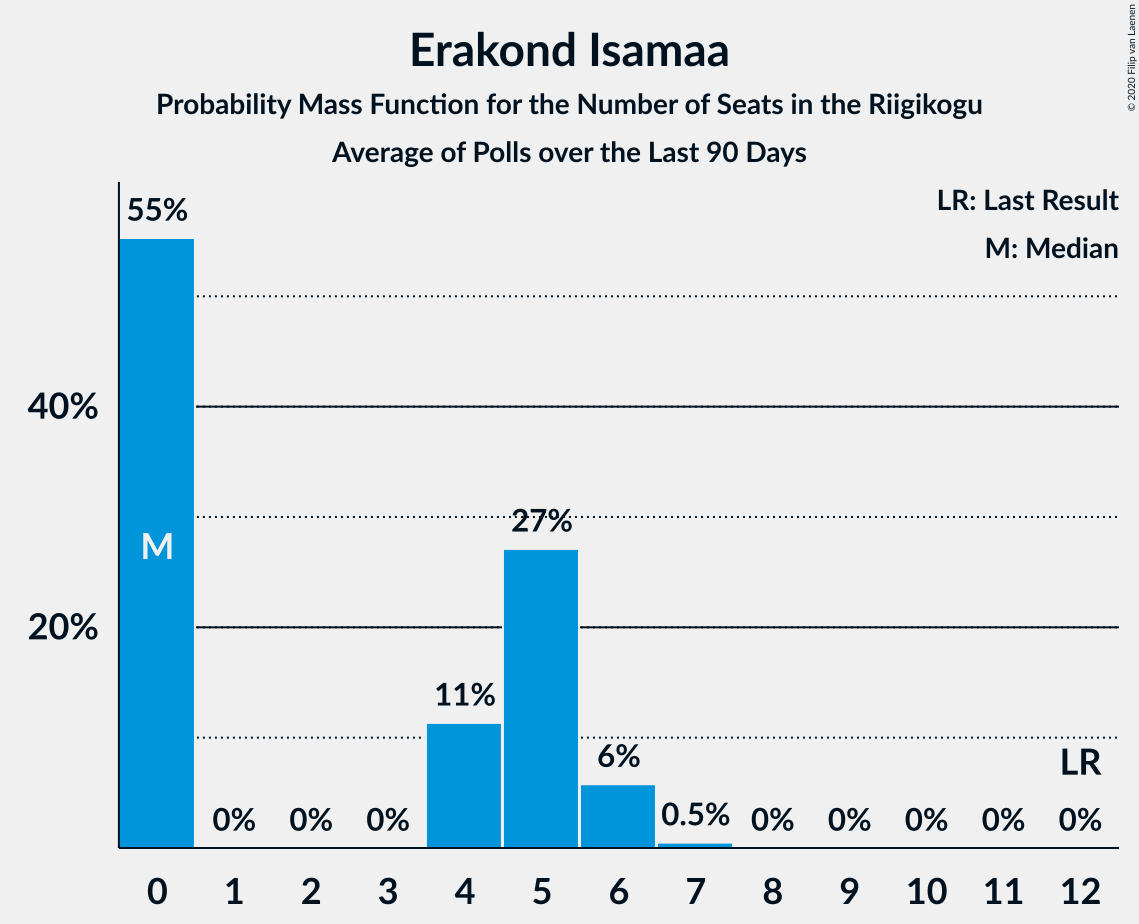 Erakond Isamaa
Probability Mass Function for the Number of Seats in the Riigikogu
Average of Polls over the Last 90 Days
© 2020 Filip van Laenen
LR: Last Result
M: Median
55%
40%
M
27%
20%
11%
6%
LR
0% 0% 0% 0.5% 0% 0% 0% 0% 0%
0 1 2 3 4 5 6 7 8 9 10 11 12